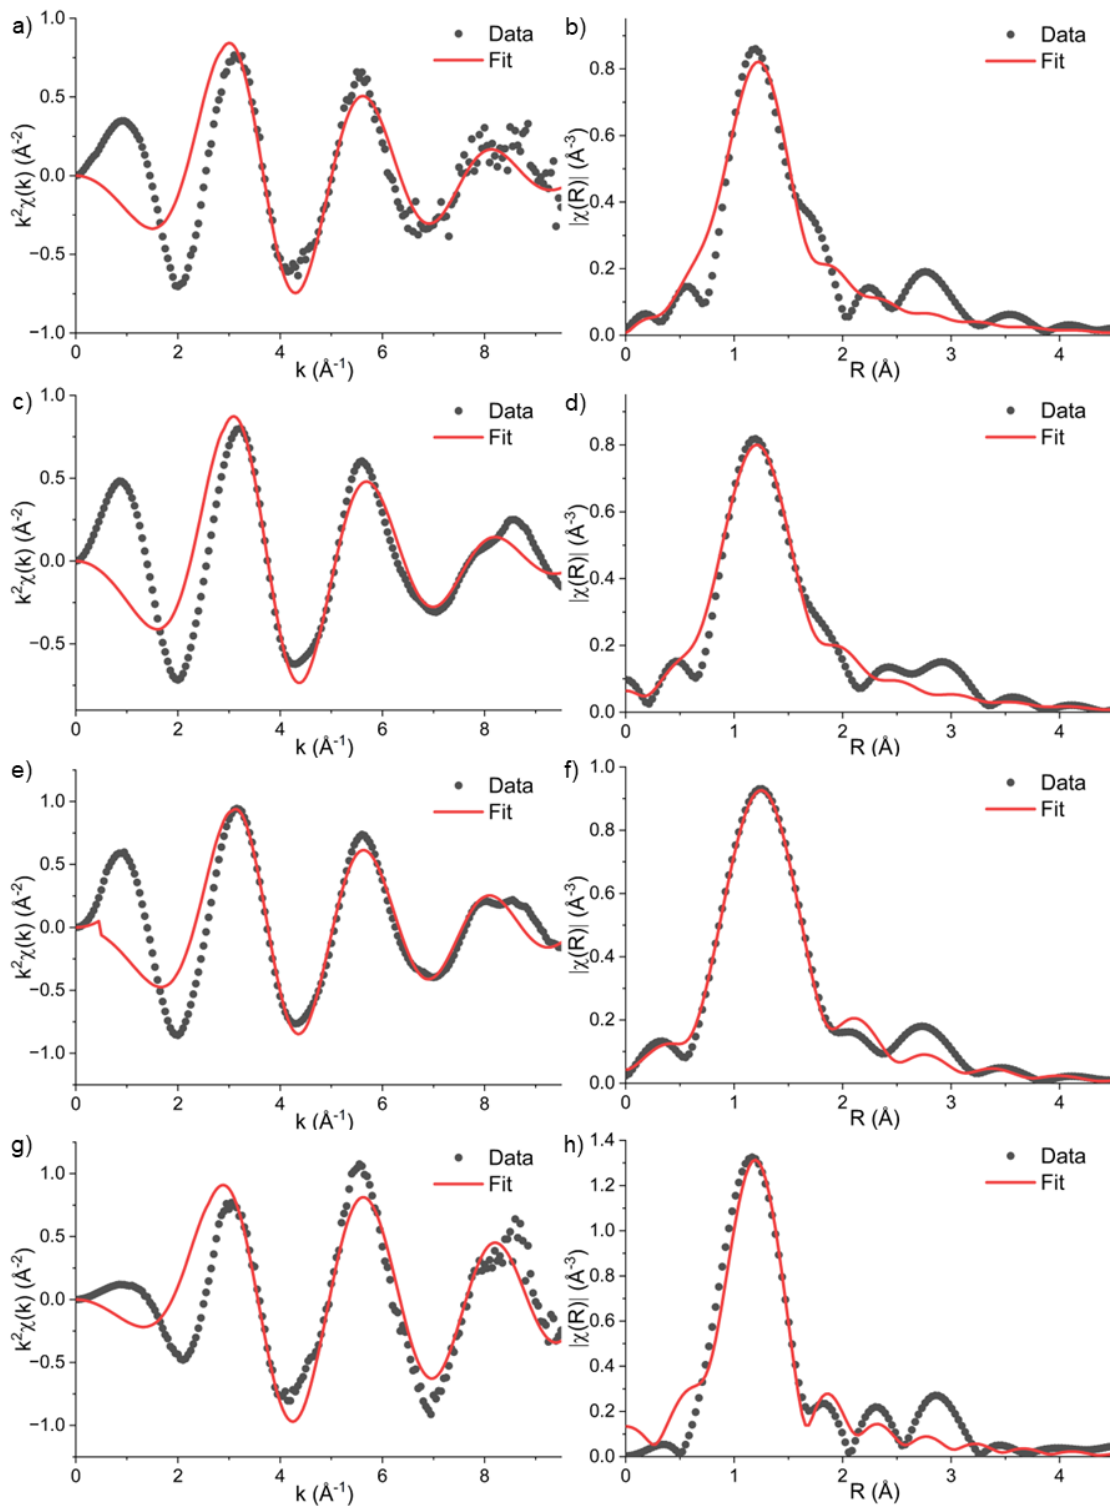 a)
1.0
0.5
0.0
−0.5
−1.0
k²χ(k) (Å⁻²)
0 2 4 6 8
k (Å⁻¹)
Data
Fit
b)
0.8
0.6
0.4
0.2
0.0
|χ(R)| (Å⁻³)
0 1 2 3 4
R (Å)
Data
Fit
c)
1.0
0.5
0.0
−0.5
k²χ(k) (Å⁻²)
0 2 4 6 8
k (Å⁻¹)
Data
Fit
d)
0.8
0.6
0.4
0.2
0.0
|χ(R)| (Å⁻³)
0 1 2 3 4
R (Å)
Data
Fit
e)
1.0
0.5
0.0
−0.5
−1.0
k²χ(k) (Å⁻²)
0 2 4 6 8
k (Å⁻¹)
Data
Fit
f)
1.0
0.8
0.6
0.4
0.2
0.0
|χ(R)| (Å⁻³)
0 1 2 3 4
R (Å)
Data
Fit
g)
1.0
0.5
0.0
−0.5
−1.0
k²χ(k) (Å⁻²)
0 2 4 6 8
k (Å⁻¹)
Data
Fit
h)
1.4
1.2
1.0
0.8
0.6
0.4
0.2
0.0
|χ(R)| (Å⁻³)
0 1 2 3 4
R (Å)
Data
Fit